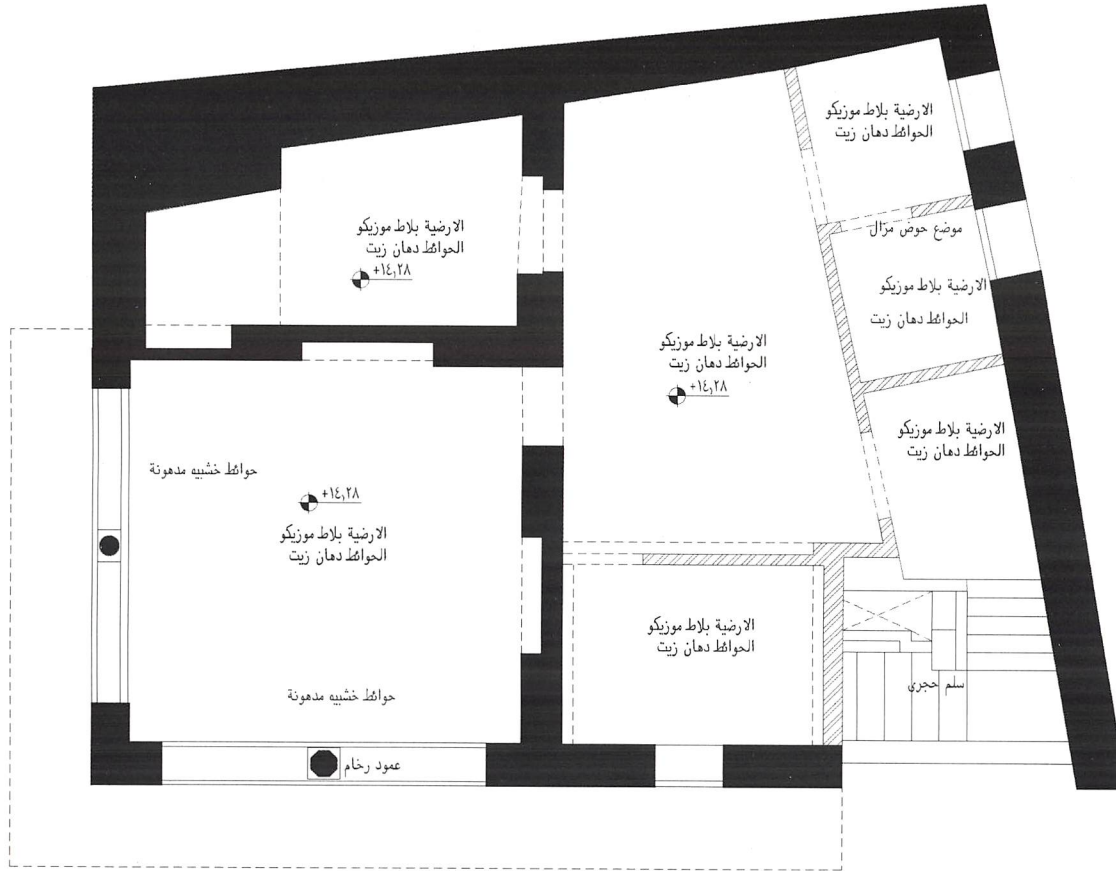 الارضية بلاط موزيكو
الحوائط دهان زيت
موضع حوض مزال
الارضية بلاط موزيكو
الحوائط دهان زيت
الارضية بلاط موزيكو
الحوائط دهان زيت
الارضية بلاط موزيكو
الحوائط دهان زيت
+١٤,٢٨
الارضية بلاط موزيكو
الحوائط دهان زيت
+١٤,٢٨
حوائط خشبيه مدهونة
+١٤,٢٨
الارضية بلاط موزيكو
الحوائط دهان زيت
حوائط خشبيه مدهونة
عمود رخام
الارضية بلاط موزيكو
الحوائط دهان زيت
سلم حجرى